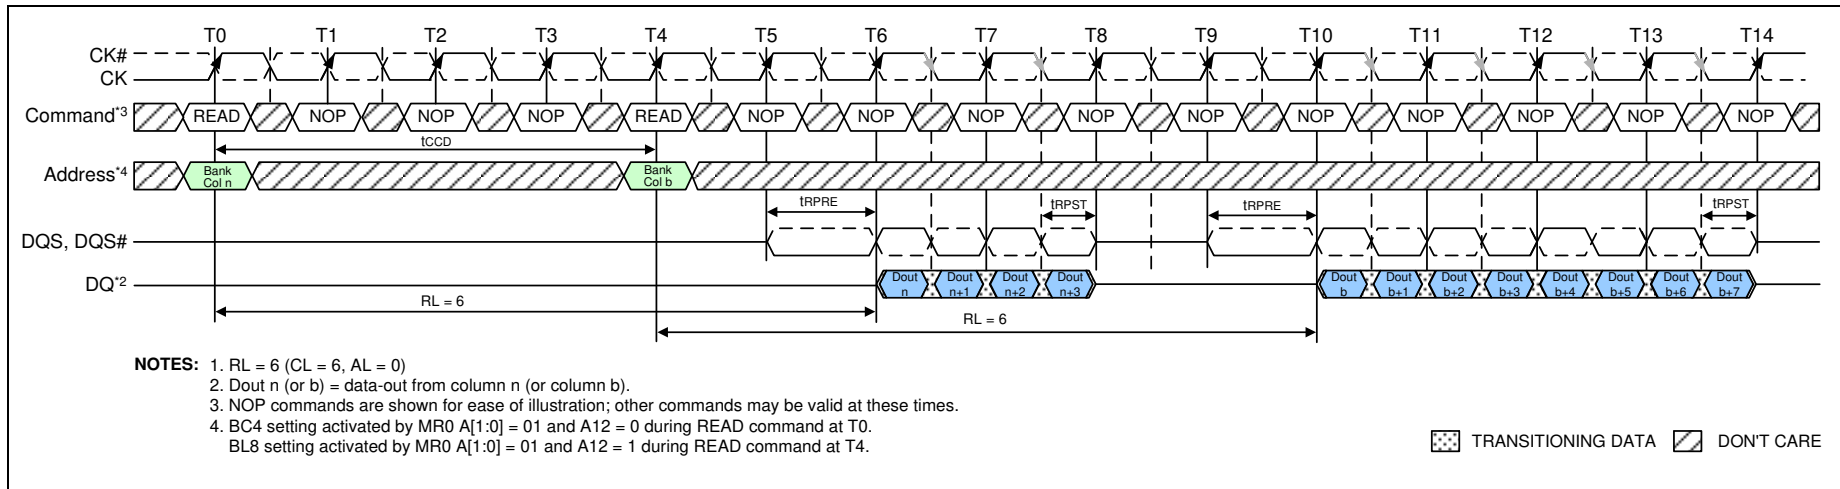 T0 T1 T2 T3 T4 T5 T6 T7 T8 T9 T10 T11 T12 T13 T14
CK#
CK
Command*3 READ NOP NOP NOP READ NOP NOP NOP NOP NOP NOP NOP NOP NOP NOP
tCCD
Address*4 Bank Col n Bank Col b
tRPRE tRPST tRPRE tRPST
DQS, DQS#
DQ*2 Dout n Dout n+1 Dout n+2 Dout n+3 Dout b Dout b+1 Dout b+2 Dout b+3 Dout b+4 Dout b+5 Dout b+6 Dout b+7
RL = 6
RL = 6
NOTES: 1. RL = 6 (CL = 6, AL = 0)
2. Dout n (or b) = data-out from column n (or column b).
3. NOP commands are shown for ease of illustration; other commands may be valid at these times.
4. BC4 setting activated by MR0 A[1:0] = 01 and A12 = 0 during READ command at T0.
BL8 setting activated by MR0 A[1:0] = 01 and A12 = 1 during READ command at T4.
TRANSITIONING DATA DON'T CARE